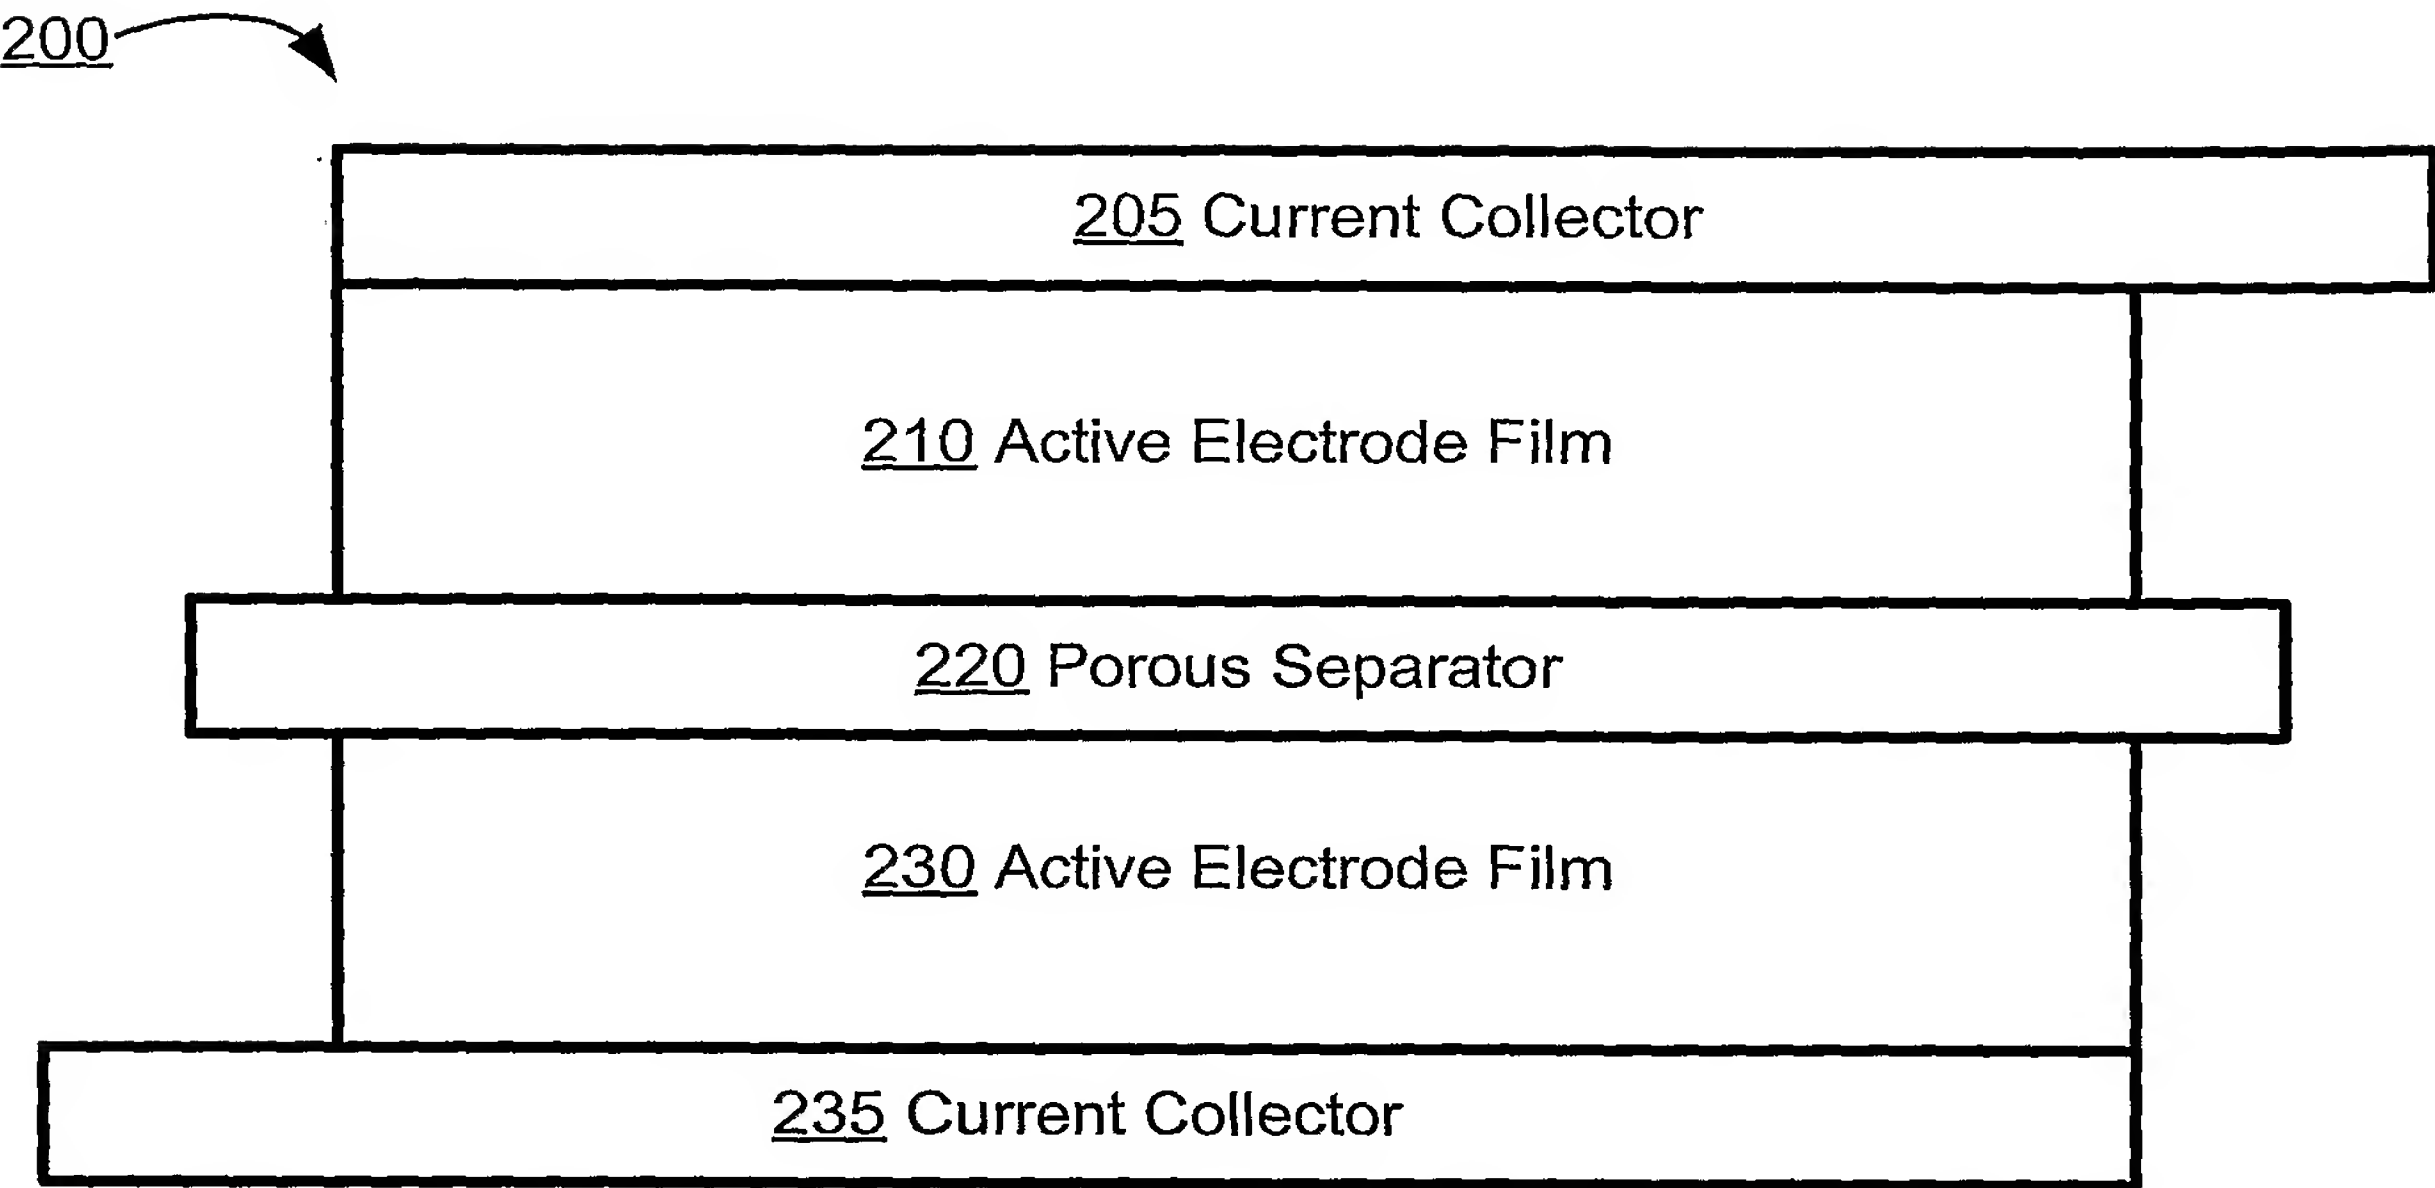 200
205 Current Collector
210 Active Electrode Film
220 Porous Separator
230 Active Electrode Film
235 Current Collector